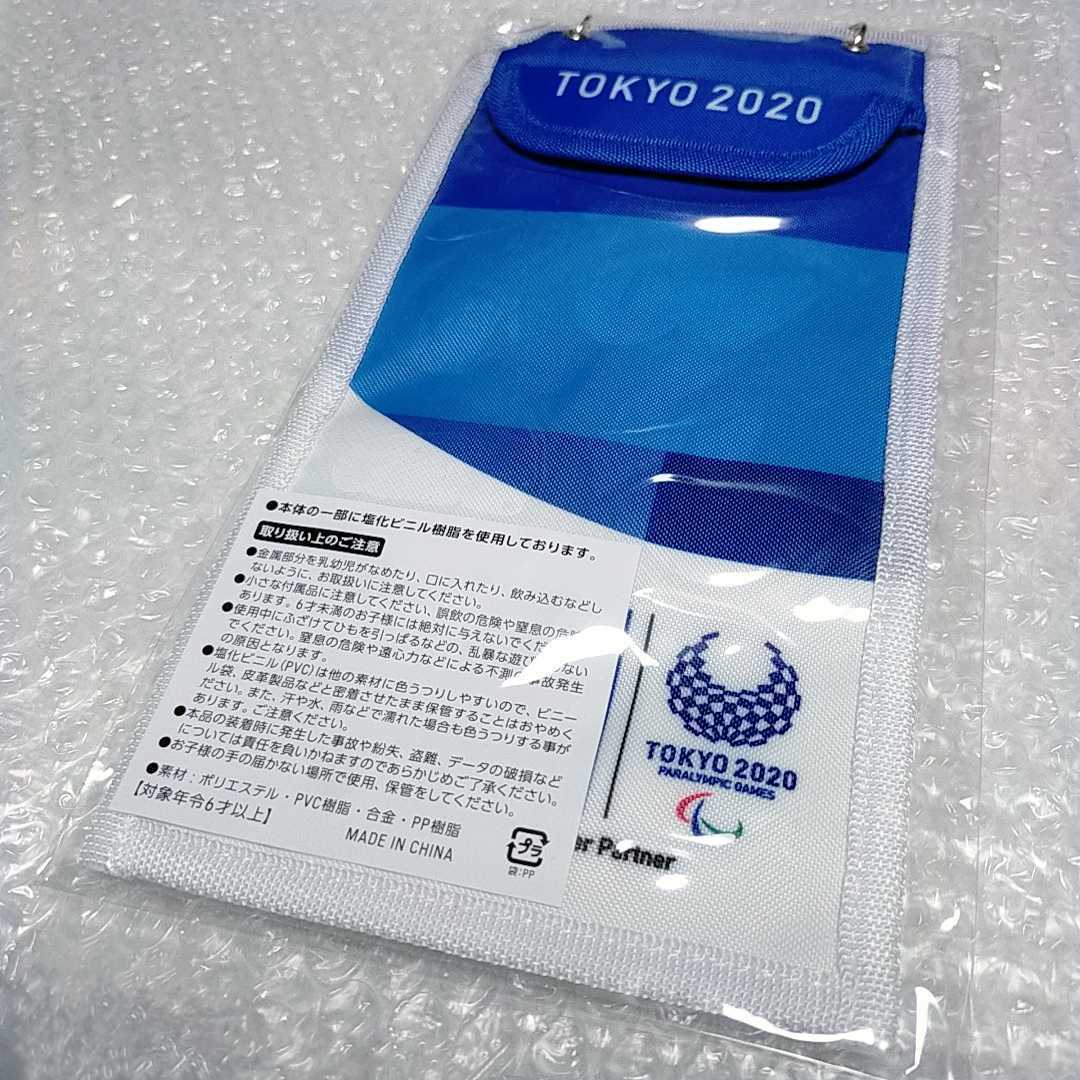 TOKYO 2020
●本体の一部に塩化ビニル樹脂を使用しております。
取り扱い上のご注意
●金属部分を乳幼児がなめたり、口に入れたり、飲み込むなどし
ないように、お取扱いに注意してください。
●小さな付属品に注意してください、誤飲の危険や窒息の危険
あります。6才未満のお子様には絶対に与えないでくだ
●使用中にふざけてひもを引っぱるなどの、乱暴な遊び ない
でください。窒息の危険や遠心力などによる不測の事故発生
の原因となります。
●塩化ビニル(PVC)は他の素材に色うつりしやすいので、ビニー
ル袋、皮革製品などと密着させたまま保管することはおやめく
ださい。また、汗や水、雨などで濡れた場合も色うつりする事が
あります。ご注意ください。
●本品の装着時に発生した事故や紛失、盗難、データの破損など
については責任を負いかねますのであらかじめご了承ください。
●お子様の手の届かない場所で使用、保管をしてください。
●素材：ポリエステル・PVC樹脂・合金・PP樹脂
【対象年令6才以上】
MADE IN CHINA
プラ
袋:PP
TOKYO 2020
PARALYMPIC GAMES
er Partner